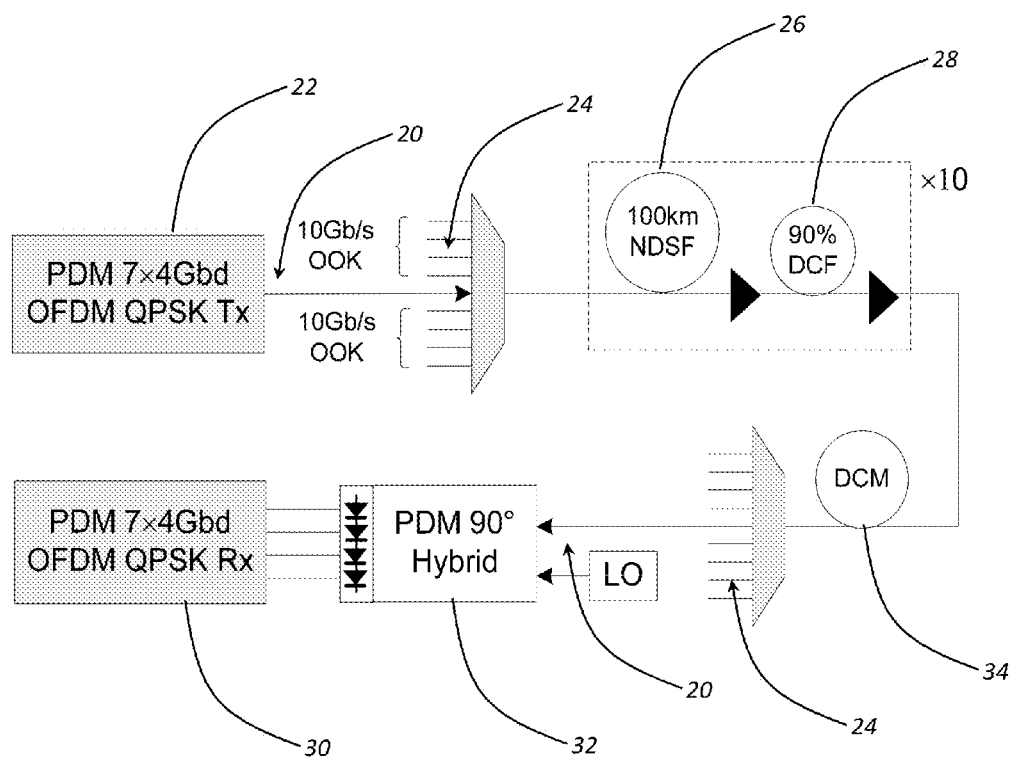 26
28
22
24
20
×10
100km
NDSF
90%
DCF
10Gb/s
OOK
PDM 7×4Gbd
OFDM QPSK Tx
10Gb/s
OOK
DCM
PDM 7×4Gbd
OFDM QPSK Rx
PDM 90°
Hybrid
LO
34
20
24
30
32